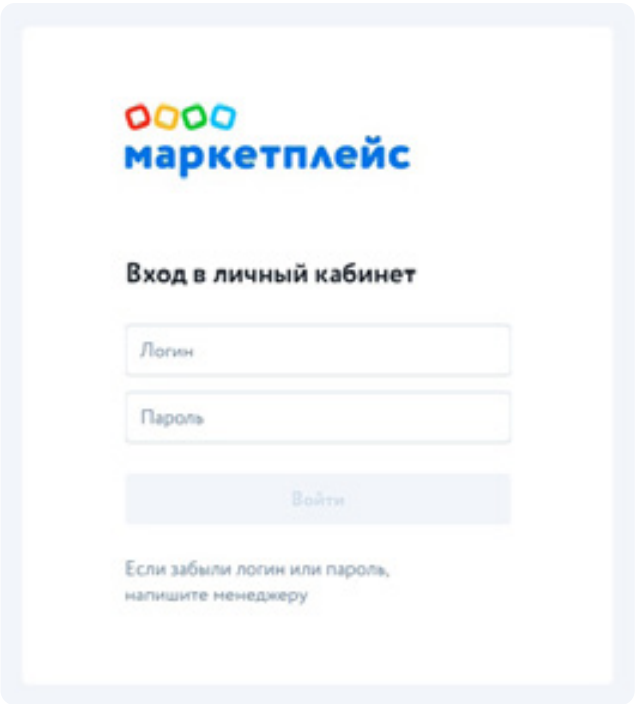 маркетплейс
Вход в личный кабинет
Логин
Пароль
Войти
Если забыли логин или пароль,
напишите менеджеру